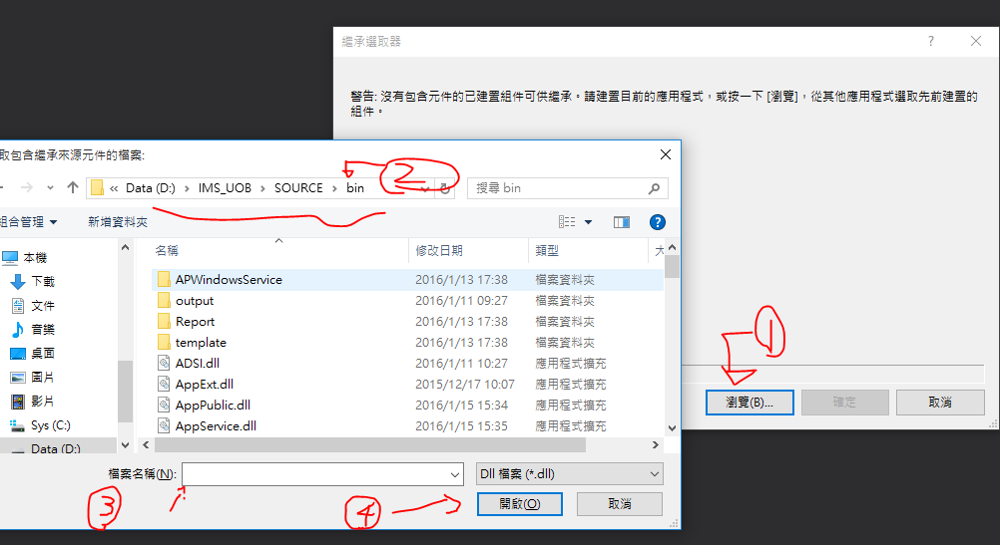 繼承選取器
?
警告: 沒有包含元件的已建置組件可供繼承。請建置目前的應用程式，或按一下 [瀏覽]，從其他應用程式選取先前建置的
組件。
瀏覽(B)...
確定
取消
1
取包含繼承來源元件的檔案:
« Data (D:) › IMS_UOB › SOURCE › bin
搜尋 bin
2
組合管理
新增資料夾
?
本機
下載
文件
音樂
桌面
圖片
影片
Sys (C:)
Data (D:)
名稱 修改日期 類型
APWindowsService 2016/1/13 17:38 檔案資料夾
output 2016/1/11 09:27 檔案資料夾
Report 2016/1/13 17:38 檔案資料夾
template 2016/1/13 17:38 檔案資料夾
ADSI.dll 2016/1/11 10:27 應用程式擴充
AppExt.dll 2015/12/17 10:07 應用程式擴充
AppPublic.dll 2016/1/15 15:34 應用程式擴充
AppService.dll 2016/1/15 15:35 應用程式擴充
檔案名稱(N):
Dll 檔案 (*.dll)
3
4
開啟(O)
取消